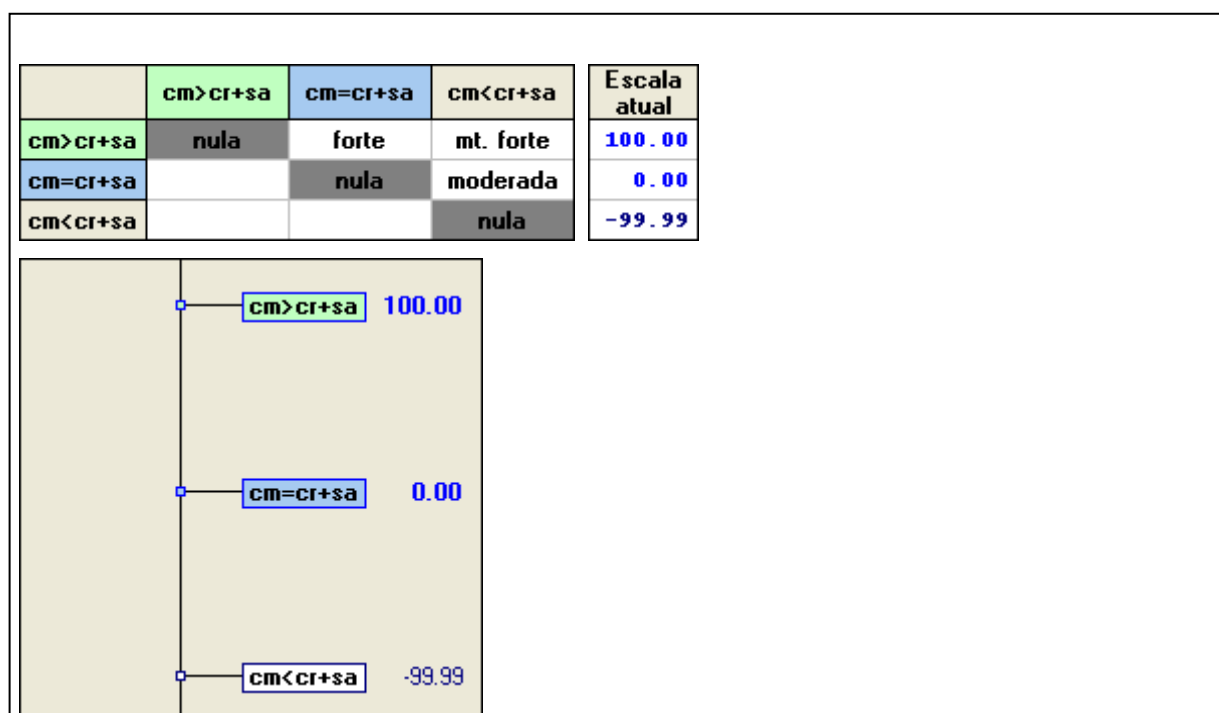 cm>cr+sa cm=cr+sa cm<cr+sa Escala atual
cm>cr+sa nula forte mt. forte 100.00
cm=cr+sa nula moderada 0.00
cm<cr+sa nula -99.99
cm>cr+sa 100.00
cm=cr+sa 0.00
cm<cr+sa -99.99